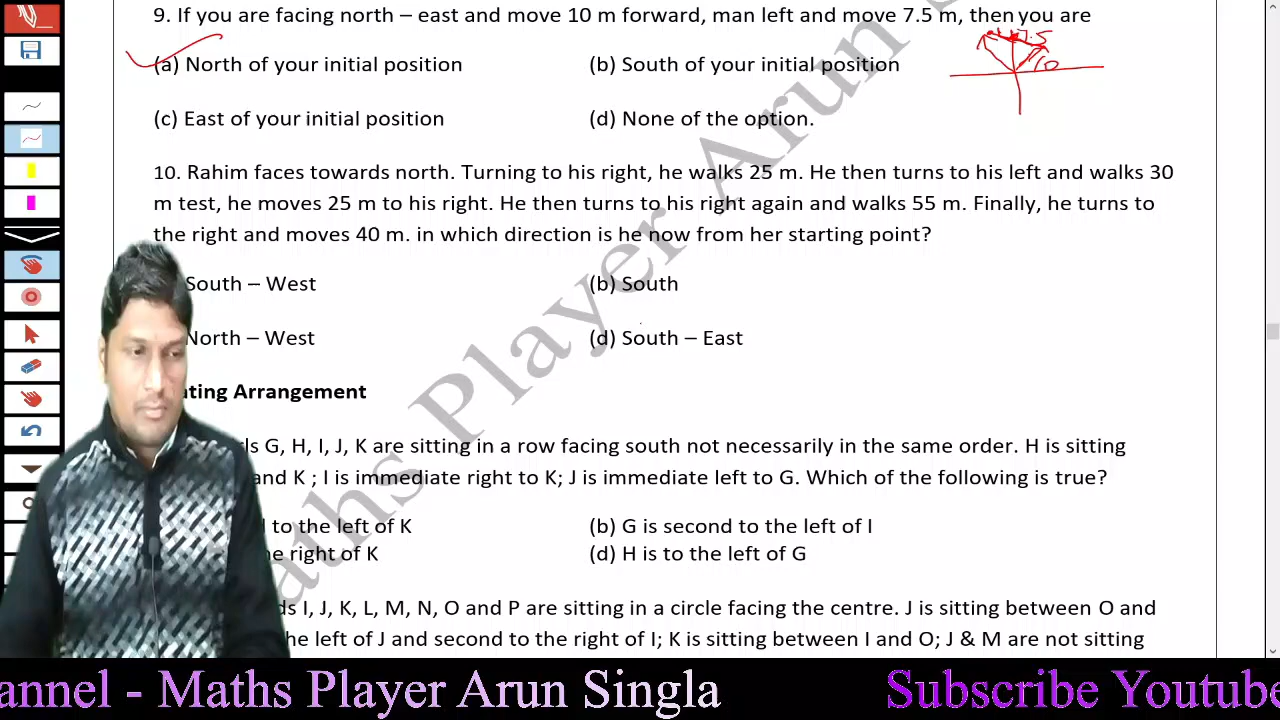 9. If you are facing north – east and move 10 m forward, man left and move 7.5 m, then you are
(a) North of your initial position (b) South of your initial position
7.5
10
(c) East of your initial position (d) None of the option.
10. Rahim faces towards north. Turning to his right, he walks 25 m. He then turns to his left and walks 30
m test, he moves 25 m to his right. He then turns to his right again and walks 55 m. Finally, he turns to
the right and moves 40 m. in which direction is he now from her starting point?
South – West (b) South
North – West (d) South – East
ating Arrangement
G, H, I, J, K are sitting in a row facing south not necessarily in the same order. H is sitting
and K ; I is immediate right to K; J is immediate left to G. Which of the following is true?
to the left of K (b) G is second to the left of I
right of K (d) H is to the left of G
I, J, K, L, M, N, O and P are sitting in a circle facing the centre. J is sitting between O and
the left of J and second to the right of I; K is sitting between I and O; J & M are not sitting
Maths Player Arun S
annel - Maths Player Arun Singla Subscribe Youtube